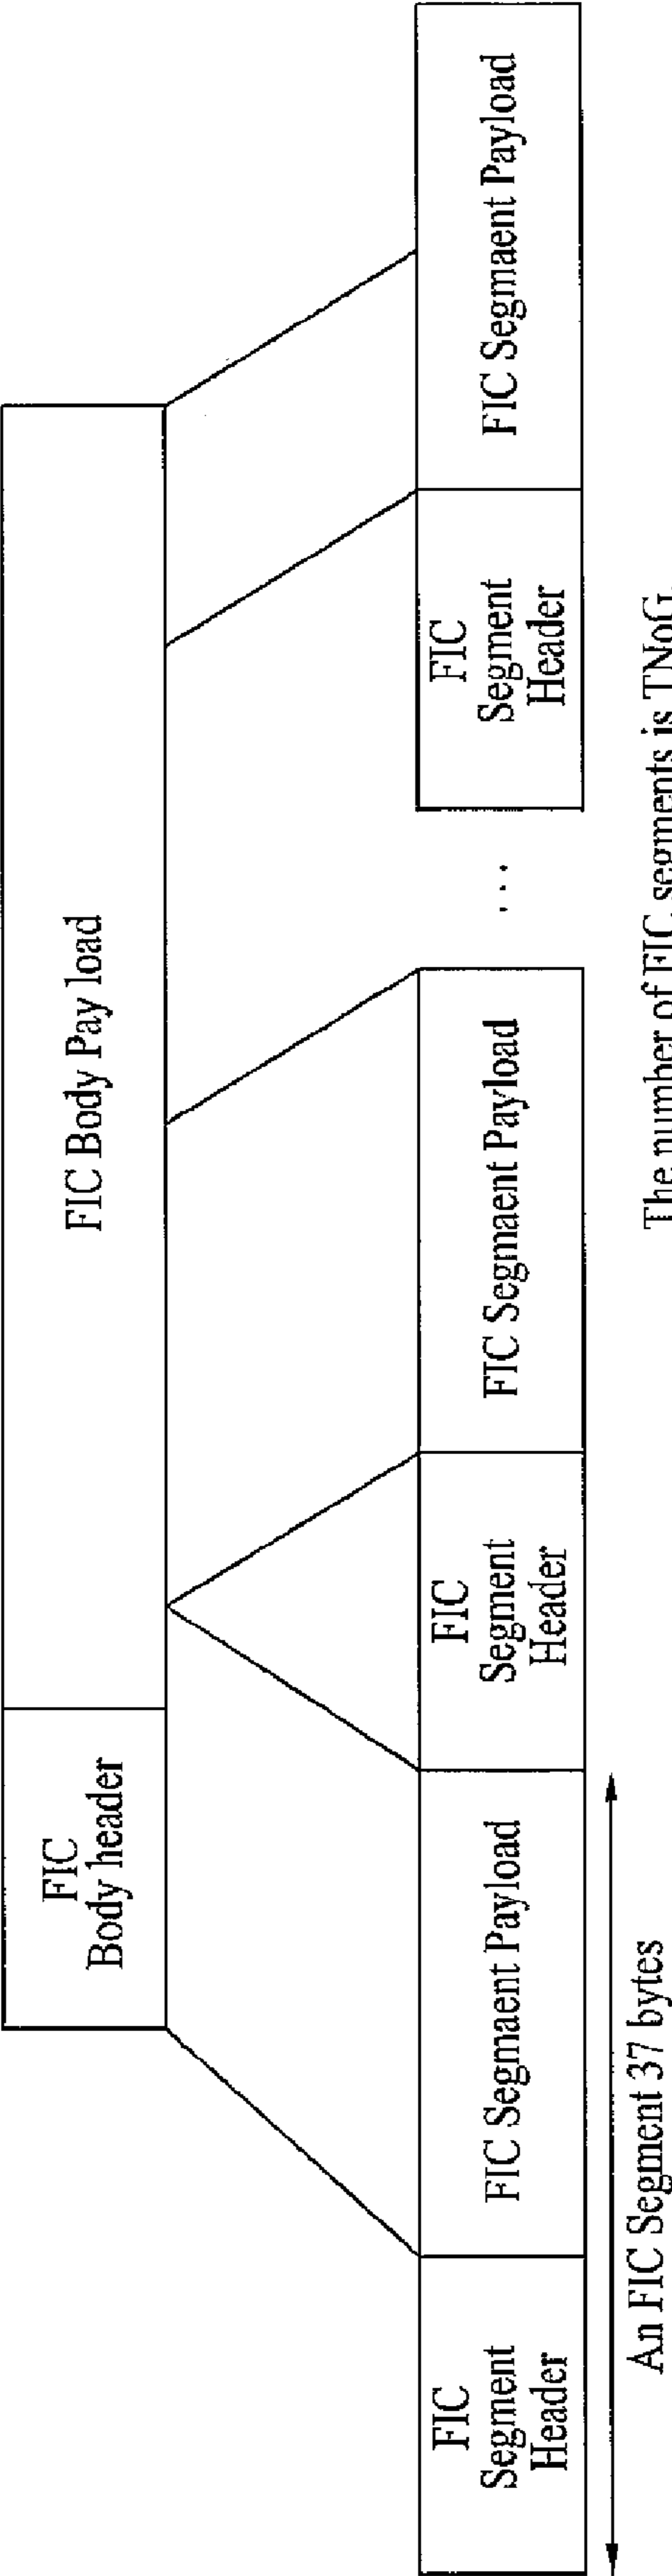 FIC
Body header
FIC Body Pay load
FIC
Segment
Header
FIC Segmaent Payload
FIC
Segment
Header
FIC Segmaent Payload
...
FIC
Segment
Header
FIC Segmaent Payload
An FIC Segment 37 bytes
The number of FIC segments is TNoG.